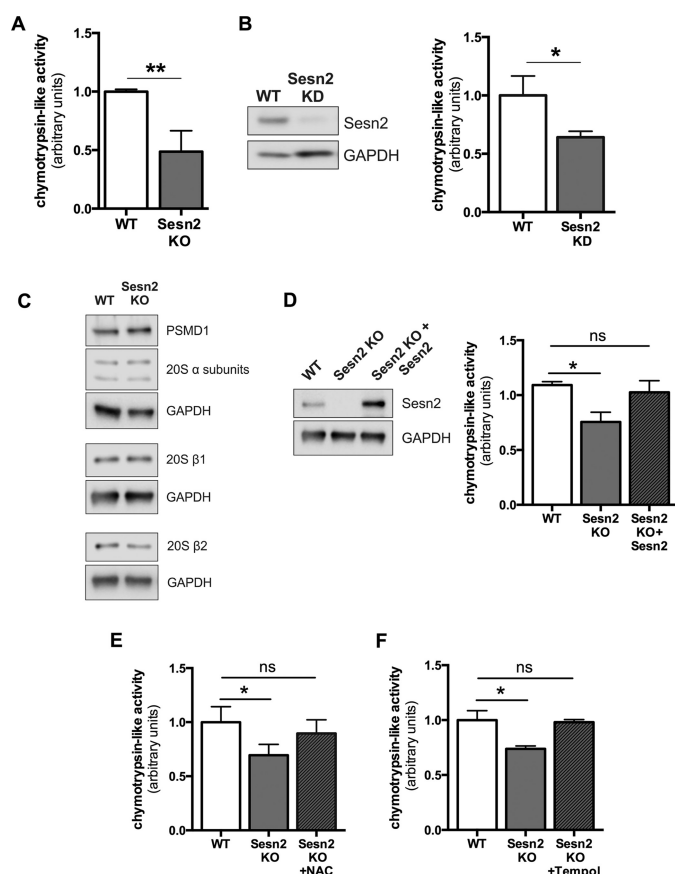 A
chymotrypsin-like activity
(arbitrary units)
1.5
1.0
0.5
0.0
**
WT
Sesn2
KO
B
WT
Sesn2
KD
Sesn2
GAPDH
chymotrypsin-like activity
(arbitrary units)
1.5
1.0
0.5
0.0
*
WT
Sesn2
KD
C
WT
Sesn2
KO
PSMD1
20S α subunits
GAPDH
20S β1
GAPDH
20S β2
GAPDH
D
WT
Sesn2 KO
Sesn2 KO +
Sesn2
Sesn2
GAPDH
chymotrypsin-like activity
(arbitrary units)
1.5
1.0
0.5
0.0
ns
*
WT
Sesn2
KO
Sesn2
KO+
Sesn2
E
chymotrypsin-like activity
(arbitrary units)
1.5
1.0
0.5
0.0
ns
*
WT
Sesn2
KO
Sesn2
KO
+NAC
F
chymotrypsin-like activity
(arbitrary units)
1.5
1.0
0.5
0.0
ns
*
WT
Sesn2
KO
Sesn2
KO
+Tempol